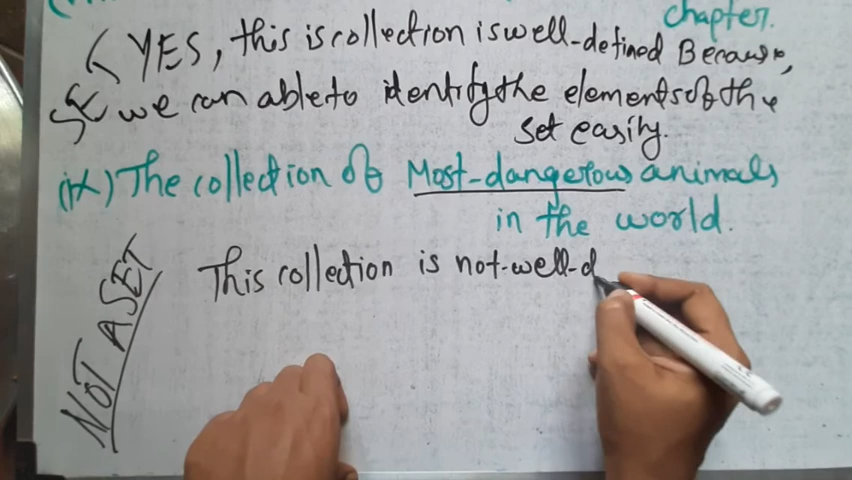 chapter.
YES, this is collection is well-defined Because,
SET we can able to identify the elements of the
set easily.
(ix) The collection of Most-dangerous animals
in the world.
This collection is not-well-d
NOT A SET